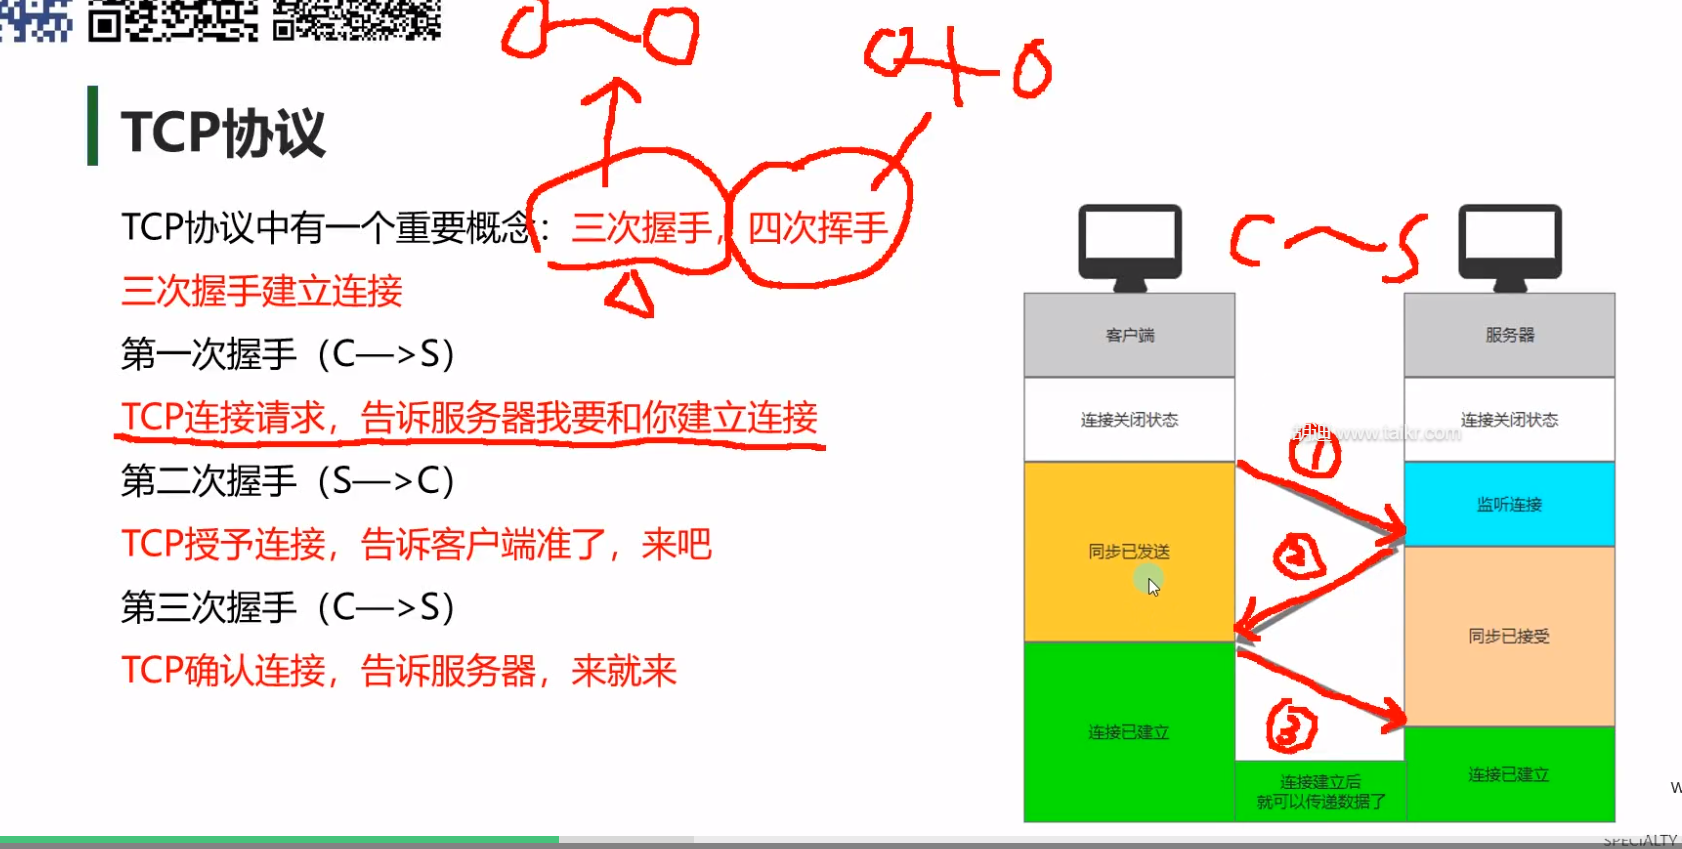 TCP协议
TCP协议中有一个重要概念：三次握手，四次挥手
三次握手建立连接
第一次握手（C—>S）
TCP连接请求，告诉服务器我要和你建立连接
第二次握手（S—>C）
TCP授予连接，告诉客户端准了，来吧
第三次握手（C—>S）
TCP确认连接，告诉服务器，来就来
C S
客户端
服务器
连接关闭状态
连接关闭状态
www.taikr.com
①
监听连接
同步已发送
②
同步已接受
连接已建立
③
连接已建立
连接建立后
就可以传递数据了
W
SPECIALTY